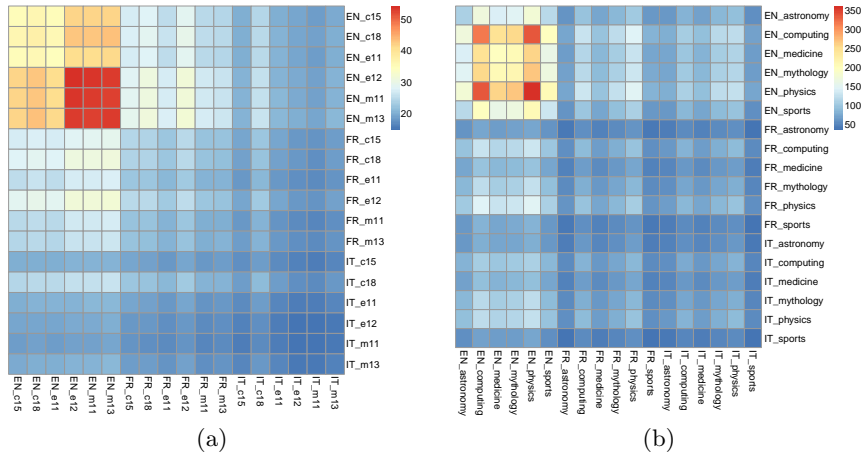 EN_c15
EN_c18
EN_e11
EN_e12
EN_m11
EN_m13
FR_c15
FR_c18
FR_e11
FR_e12
FR_m11
FR_m13
IT_c15
IT_c18
IT_e11
IT_e12
IT_m11
IT_m13
50
40
30
20
EN_c15 EN_c18 EN_e11 EN_e12 EN_m11 EN_m13 FR_c15 FR_c18 FR_e11 FR_e12 FR_m11 FR_m13 IT_c15 IT_c18 IT_e11 IT_e12 IT_m11 IT_m13
(a)
EN_astronomy
EN_computing
EN_medicine
EN_mythology
EN_physics
EN_sports
FR_astronomy
FR_computing
FR_medicine
FR_mythology
FR_physics
FR_sports
IT_astronomy
IT_computing
IT_medicine
IT_mythology
IT_physics
IT_sports
350
300
250
200
150
100
50
EN_astronomy EN_computing EN_medicine EN_mythology EN_physics EN_sports FR_astronomy FR_computing FR_medicine FR_mythology FR_physics FR_sports IT_astronomy IT_computing IT_medicine IT_mythology IT_physics IT_sports
(b)